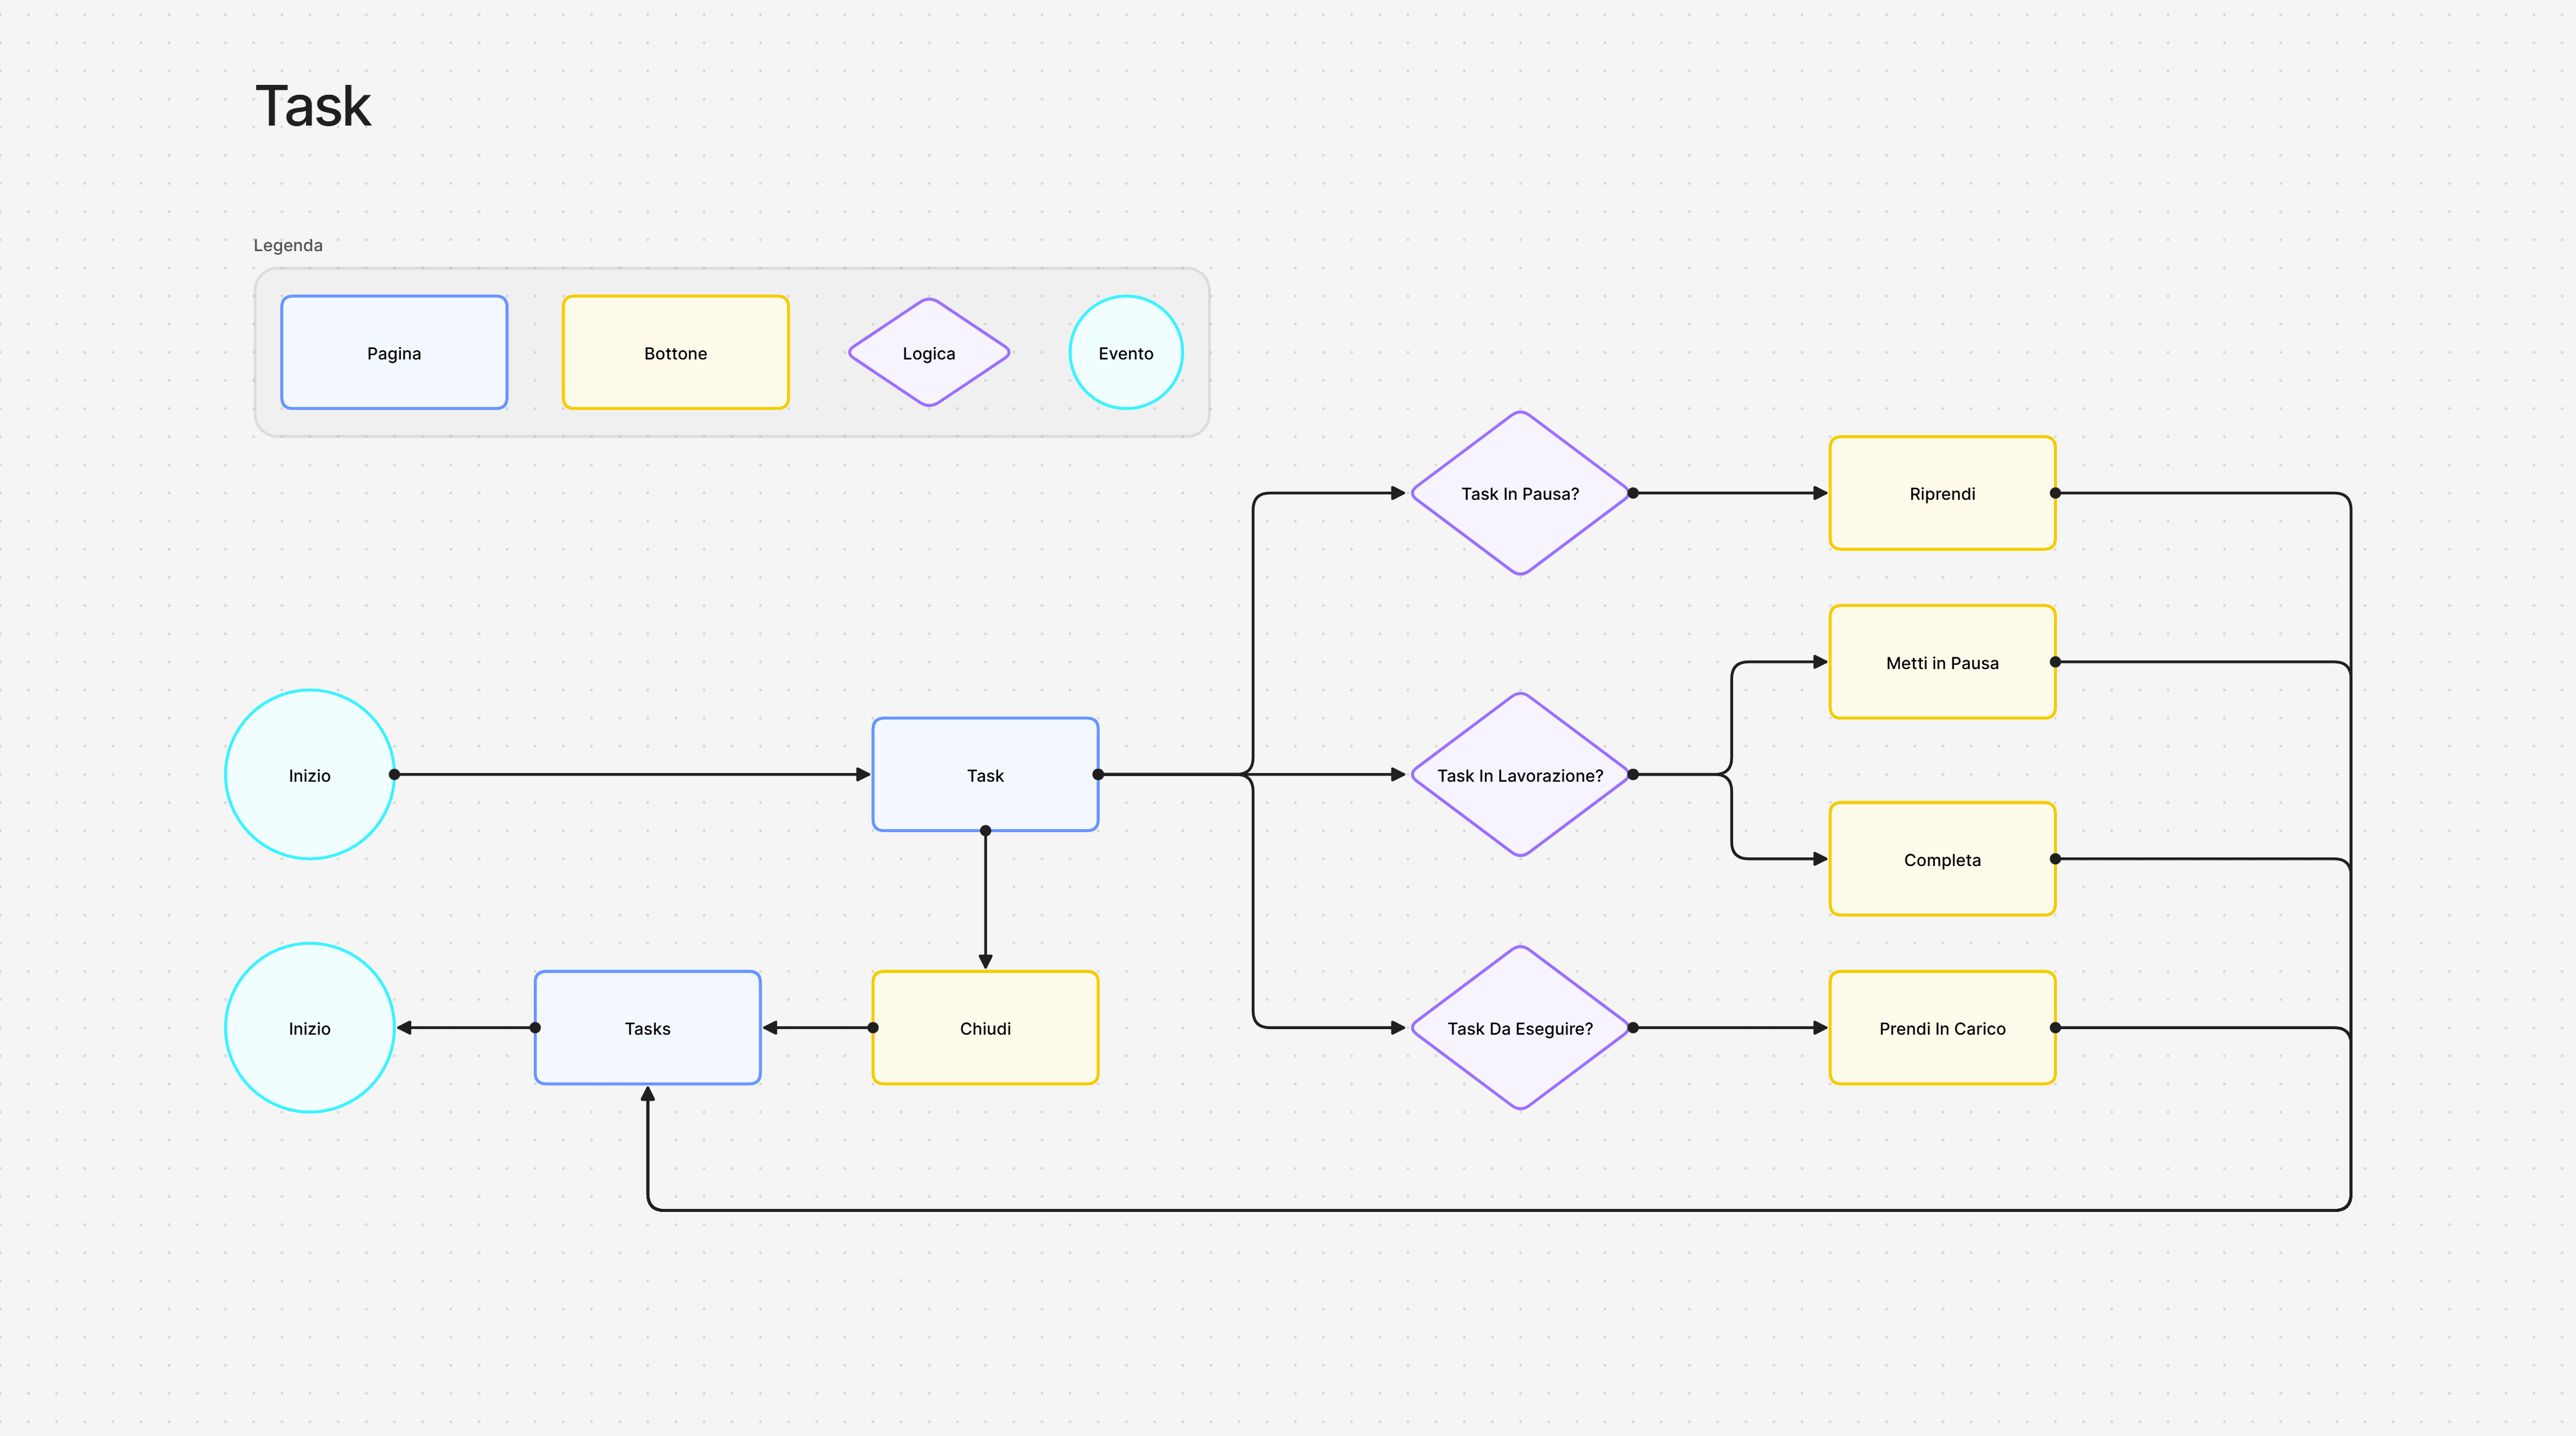 Task
Legenda
Pagina
Bottone
Logica
Evento
Task In Pausa?
Riprendi
Metti in Pausa
Inizio
Task
Task In Lavorazione?
Completa
Inizio
Tasks
Chiudi
Task Da Eseguire?
Prendi In Carico